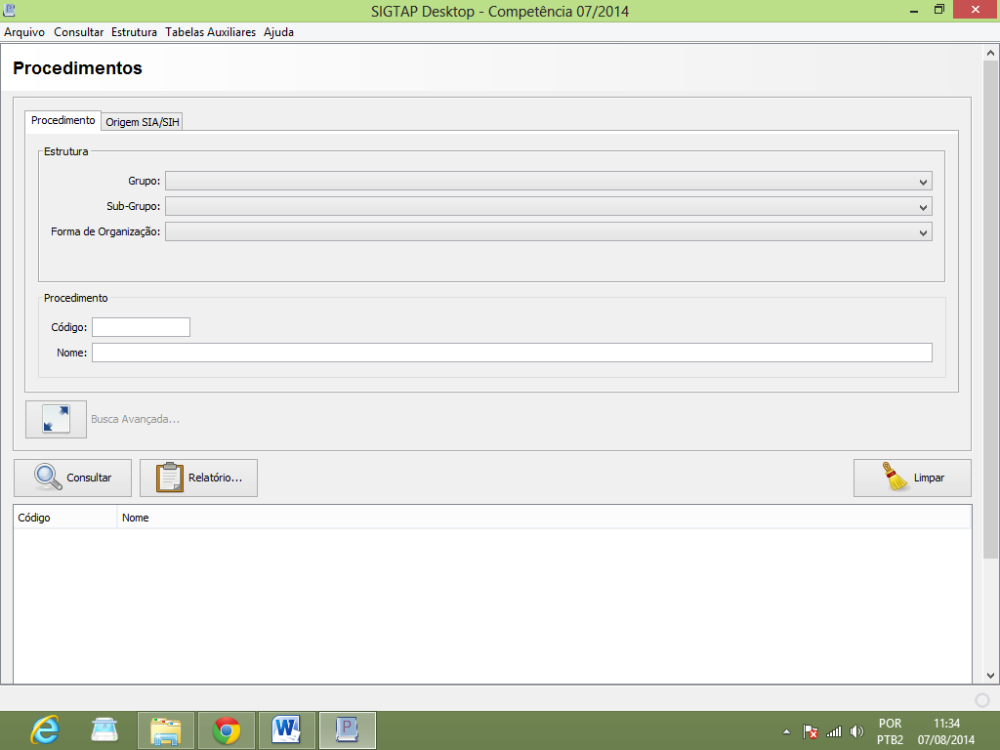 SIGTAP Desktop - Competência 07/2014
Arquivo Consultar Estrutura Tabelas Auxiliares Ajuda
Procedimentos
Procedimento Origem SIA/SIH
Estrutura
Grupo:
Sub-Grupo:
Forma de Organização:
Procedimento
Código:
Nome:
Busca Avançada...
Consultar Relatório... Limpar
Código Nome
POR 11:34
PTB2 07/08/2014